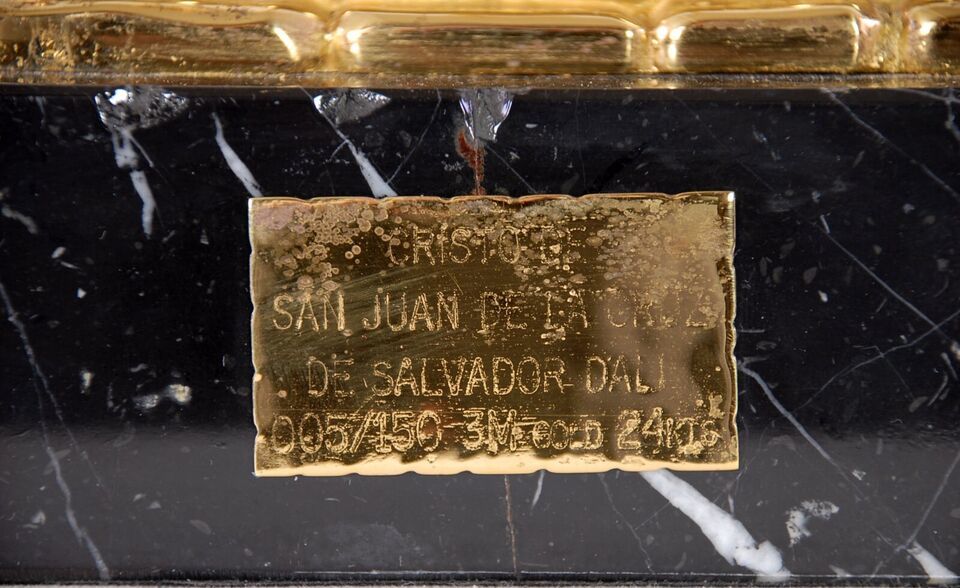 CRISTO DE
SAN JUAN DE LA CRUZ
DE SALVADOR DALI
005/150 3M GOLD 24KTS